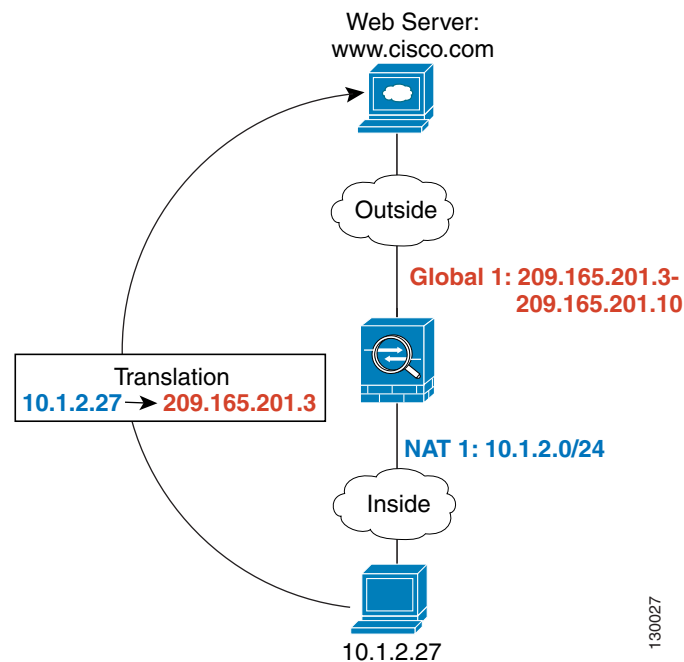 Web Server:
www.cisco.com
Outside
Global 1: 209.165.201.3-
209.165.201.10
Translation
10.1.2.27 209.165.201.3
NAT 1: 10.1.2.0/24
Inside
10.1.2.27
130027